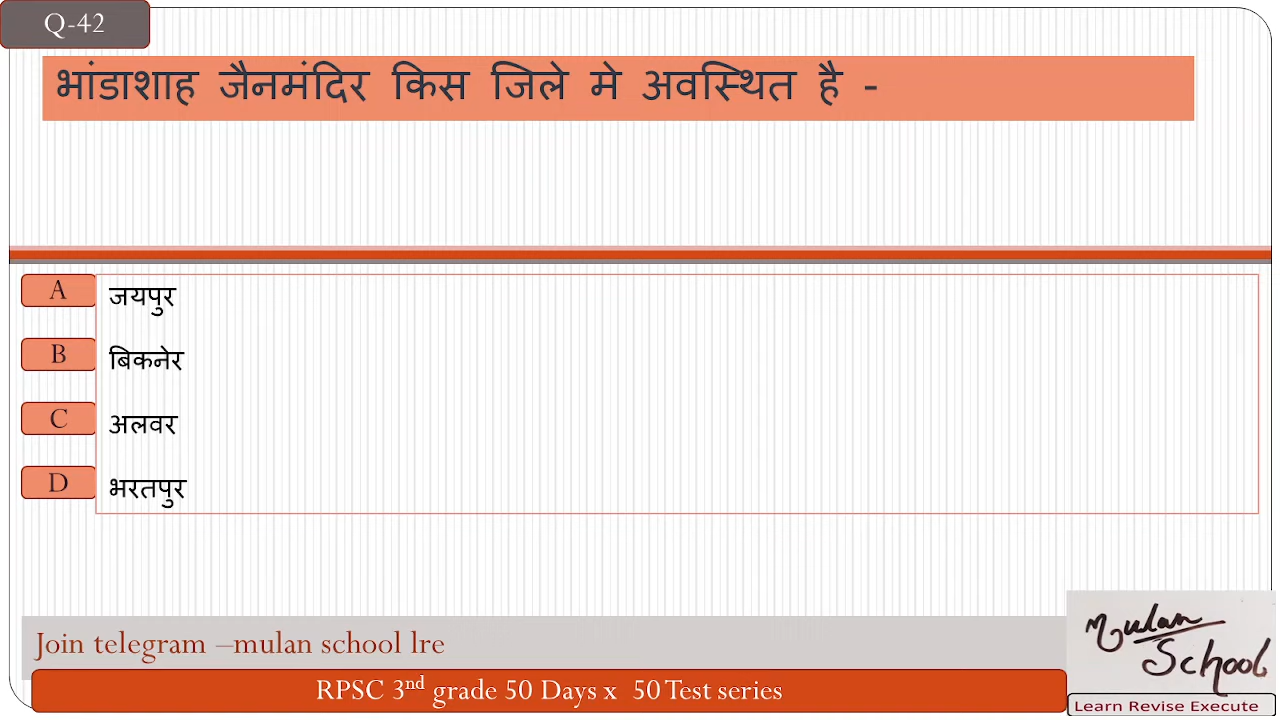 Q-42
भांडाशाह जैनमंदिर किस जिले मे अवस्थित है -
A जयपुर
B बिकनेर
C अलवर
D भरतपुर
Join telegram –mulan school lre
RPSC 3nd grade 50 Days x 50 Test series
Mulan
School
Learn Revise Execute